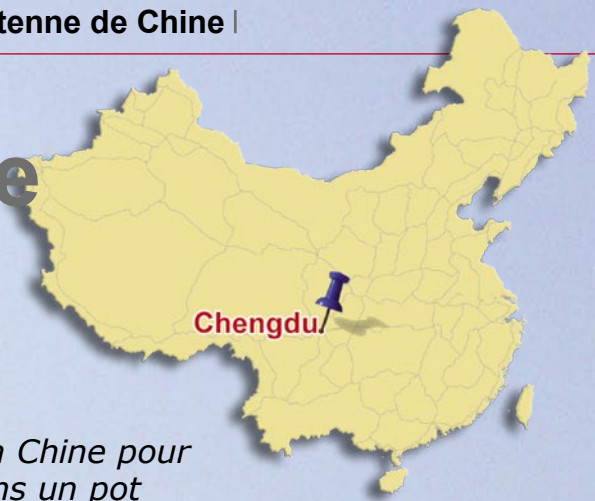 tenne de Chine |
e
Chengdu
Chine pour
ns un pot